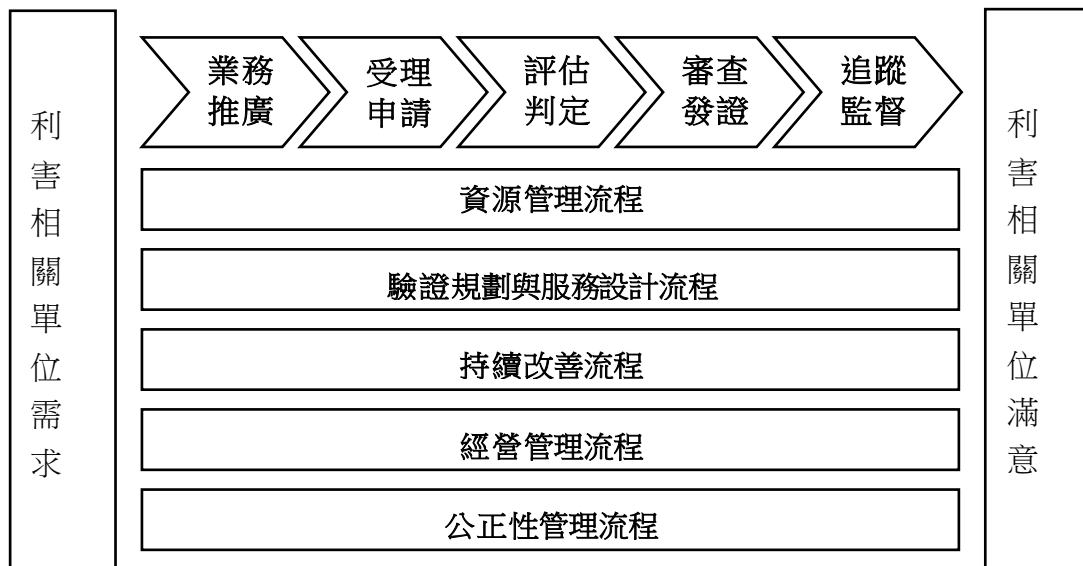 利害相關單位需求
業務
推廣
受理
申請
評估
判定
審查
發證
追蹤
監督
資源管理流程
驗證規劃與服務設計流程
持續改善流程
經營管理流程
公正性管理流程
利害相關單位滿意